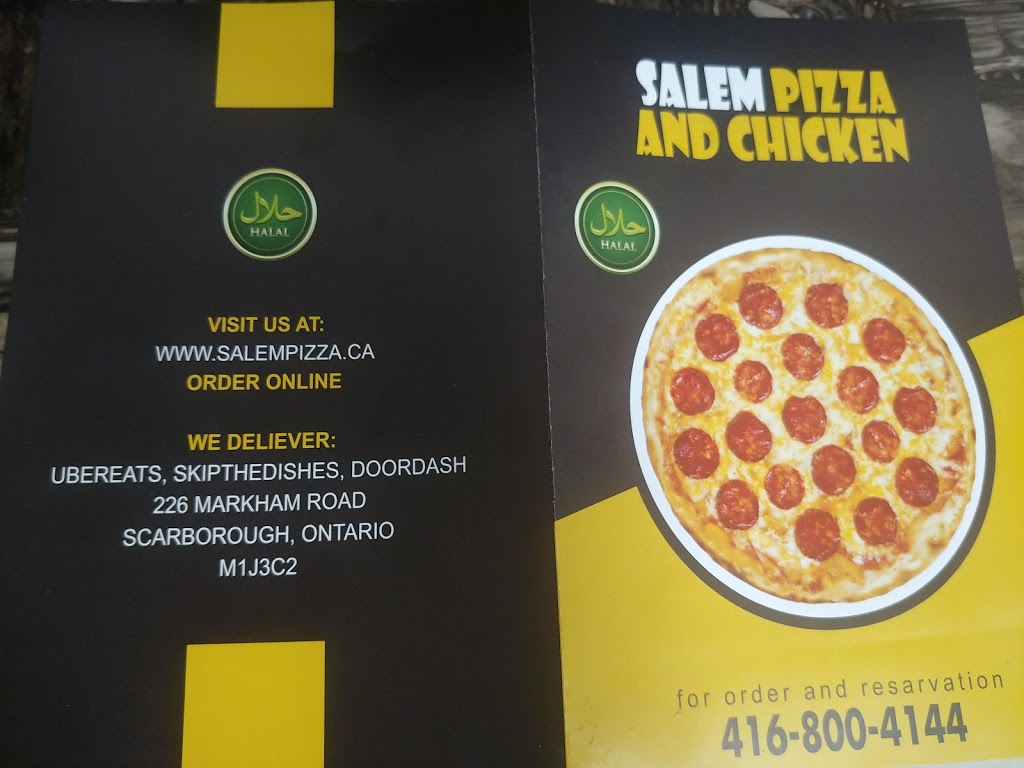 حلال
HALAL
VISIT US AT:
WWW.SALEMPIZZA.CA
ORDER ONLINE
WE DELIEVER:
UBEREATS, SKIPTHEDISHES, DOORDASH
226 MARKHAM ROAD
SCARBOROUGH, ONTARIO
M1J3C2
SALEM PIZZA
AND CHICKEN
حلال
HALAL
for order and resarvation
416-800-4144